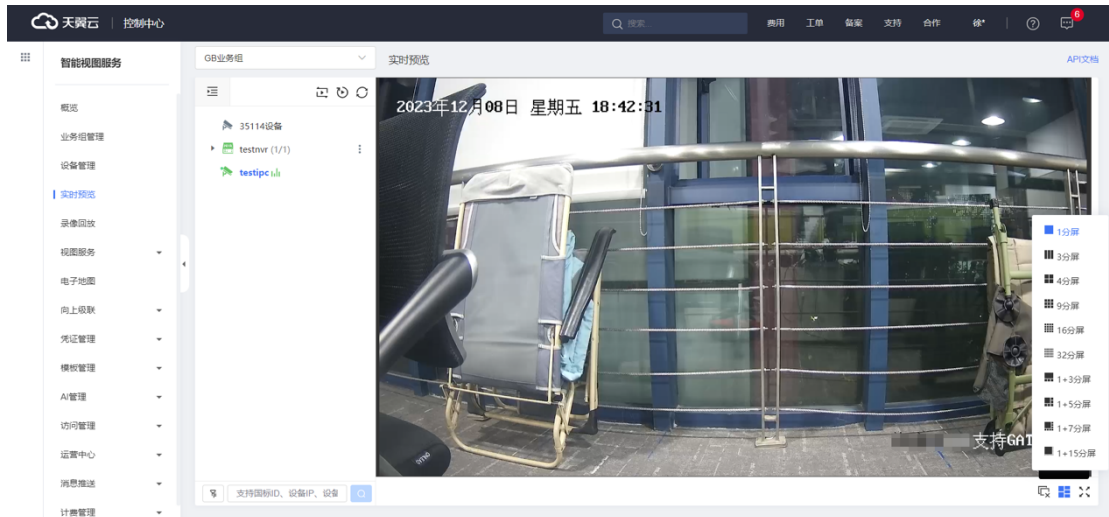 天翼云 | 控制中心
搜索...
费用 工单 备案 支持 合作 徐* 6
智能视图服务
概览
业务组管理
设备管理
实时预览
录像回放
视图服务
电子地图
向上级联
凭证管理
模板管理
AI管理
访问管理
运营中心
消息推送
计费管理
GB业务组
实时预览
API文档
35114设备
testnvr (1/1)
testipc
支持国标ID、设备IP、设备
2023年12月08日 星期五 18:42:31
支持GAT
1分屏
3分屏
4分屏
9分屏
16分屏
32分屏
1+3分屏
1+5分屏
1+7分屏
1+15分屏